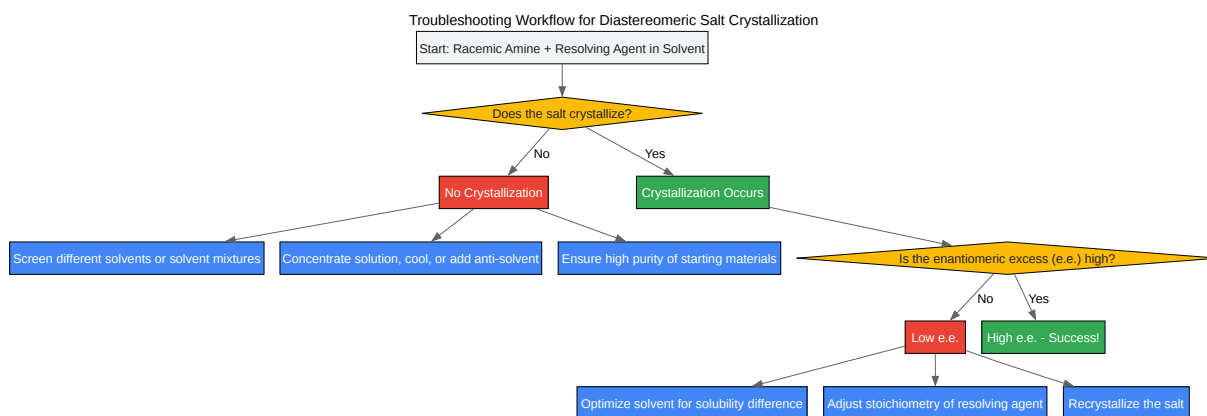 Troubleshooting Workflow for Diastereomeric Salt Crystallization
Start: Racemic Amine + Resolving Agent in Solvent
Does the salt crystallize?
No
Yes
No Crystallization
Crystallization Occurs
Screen different solvents or solvent mixtures
Concentrate solution, cool, or add anti-solvent
Ensure high purity of starting materials
Is the enantiomeric excess (e.e.) high?
No
Yes
Low e.e.
High e.e. - Success!
Optimize solvent for solubility difference
Adjust stoichiometry of resolving agent
Recrystallize the salt